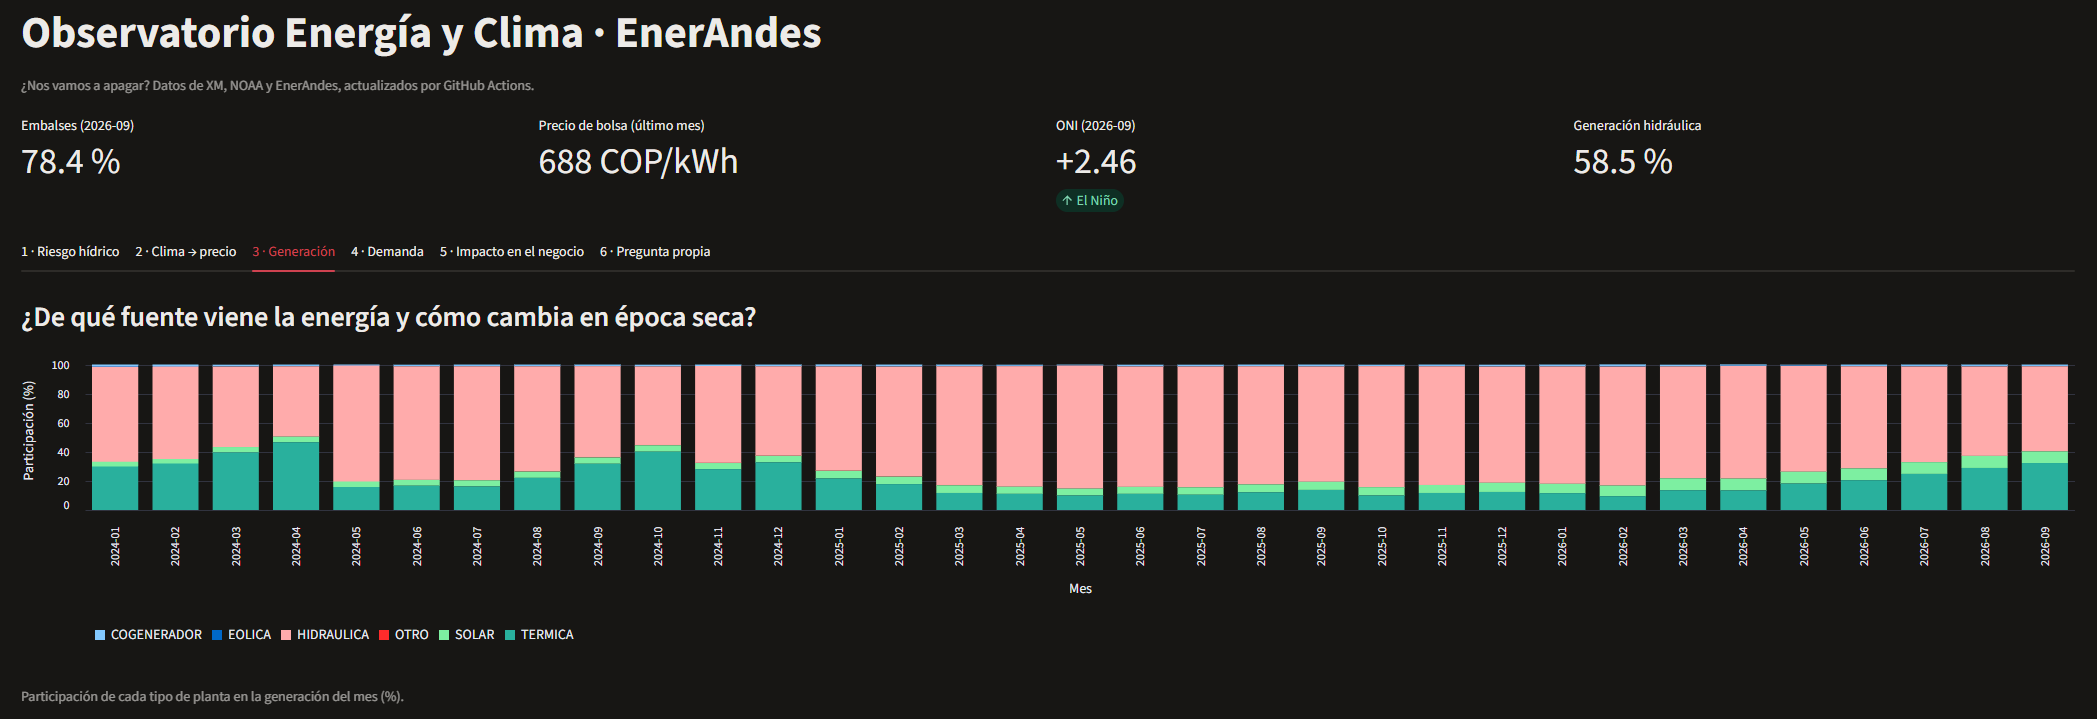 Observatorio Energía y Clima · EnerAndes
¿Nos vamos a apagar? Datos de XM, NOAA y EnerAndes, actualizados por GitHub Actions.
Embalses (2026-09)
78.4 %
Precio de bolsa (último mes)
688 COP/kWh
ONI (2026-09)
+2.46
↑ El Niño
Generación hidráulica
58.5 %
1 · Riesgo hídrico 2 · Clima → precio 3 · Generación 4 · Demanda 5 · Impacto en el negocio 6 · Pregunta propia
¿De qué fuente viene la energía y cómo cambia en época seca?
Participación (%)
100
80
60
40
20
0
2024-01 2024-02 2024-03 2024-04 2024-05 2024-06 2024-07 2024-08 2024-09 2024-10 2024-11 2024-12 2025-01 2025-02 2025-03 2025-04 2025-05 2025-06 2025-07 2025-08 2025-09 2025-10 2025-11 2025-12 2026-01 2026-02 2026-03 2026-04 2026-05 2026-06 2026-07 2026-08 2026-09
Mes
COGENERADOR EOLICA HIDRAULICA OTRO SOLAR TERMICA
Participación de cada tipo de planta en la generación del mes (%).